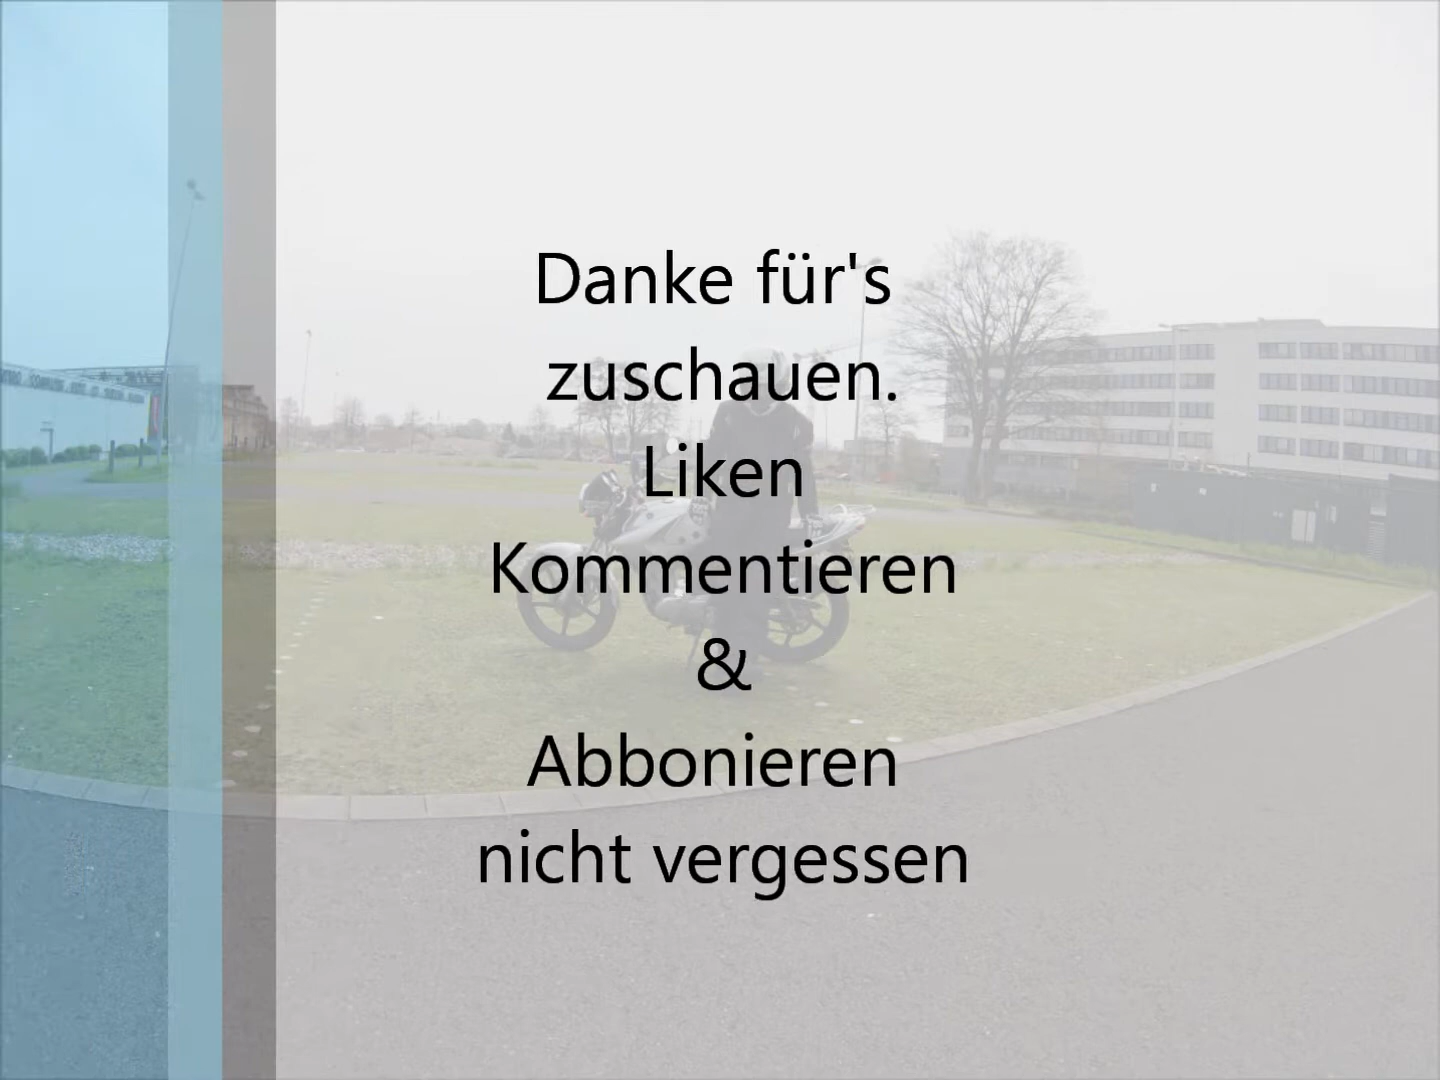 Danke für's
zuschauen.
Liken
Kommentieren
&
Abbonieren
nicht vergessen